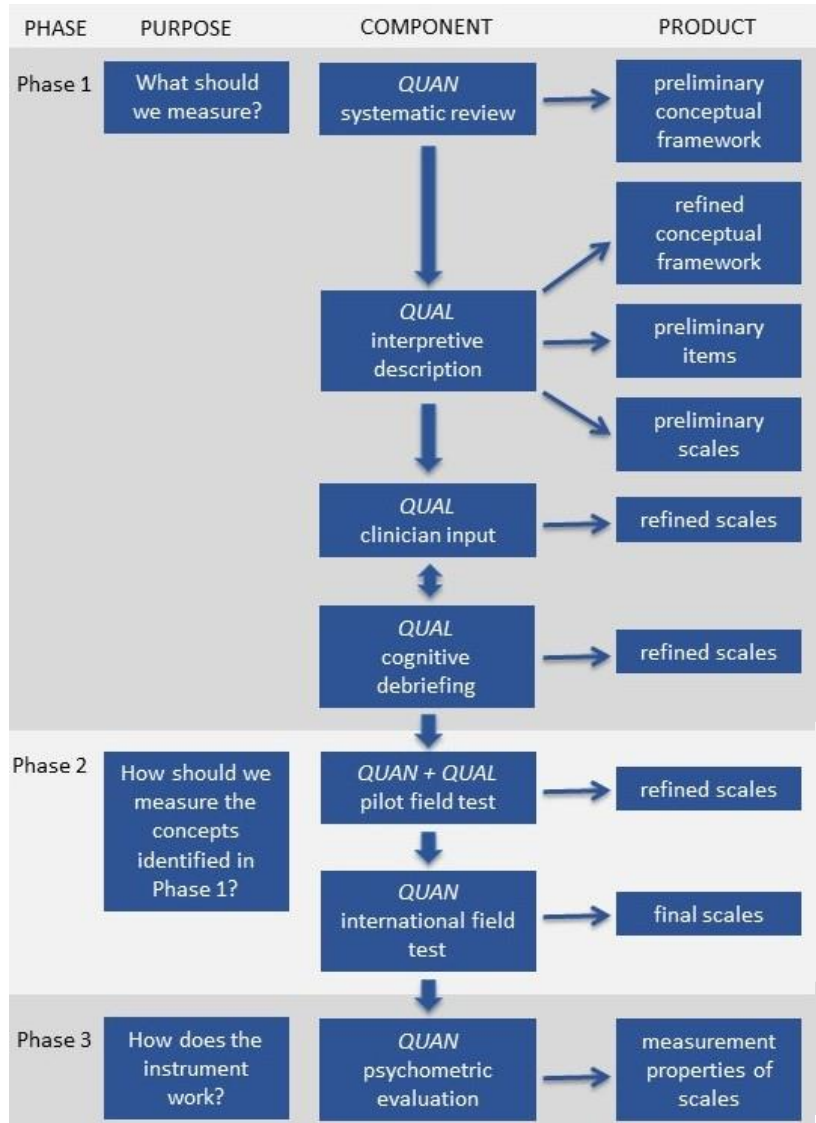 PHASE
PURPOSE
COMPONENT
PRODUCT
Phase 1
What should
we measure?
QUAN
systematic review
preliminary
conceptual
framework
refined
conceptual
framework
QUAL
interpretive
description
preliminary
items
preliminary
scales
QUAL
clinician input
refined scales
QUAL
cognitive
debriefing
refined scales
Phase 2
How should we
measure the
concepts
identified in
Phase 1?
QUAN + QUAL
pilot field test
refined scales
QUAN
international field
test
final scales
Phase 3
How does the
instrument
work?
QUAN
psychometric
evaluation
measurement
properties of
scales